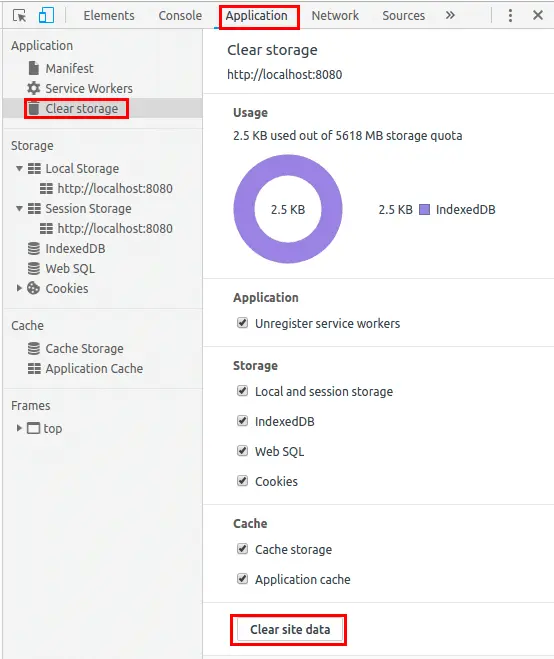 Elements Console Application Network Sources
Application
Manifest
Service Workers
Clear storage
Storage
Local Storage
http://localhost:8080
Session Storage
http://localhost:8080
IndexedDB
Web SQL
Cookies
Cache
Cache Storage
Application Cache
Frames
top
Clear storage
http://localhost:8080
Usage
2.5 KB used out of 5618 MB storage quota
2.5 KB
2.5 KB IndexedDB
Application
Unregister service workers
Storage
Local and session storage
IndexedDB
Web SQL
Cookies
Cache
Cache storage
Application cache
Clear site data